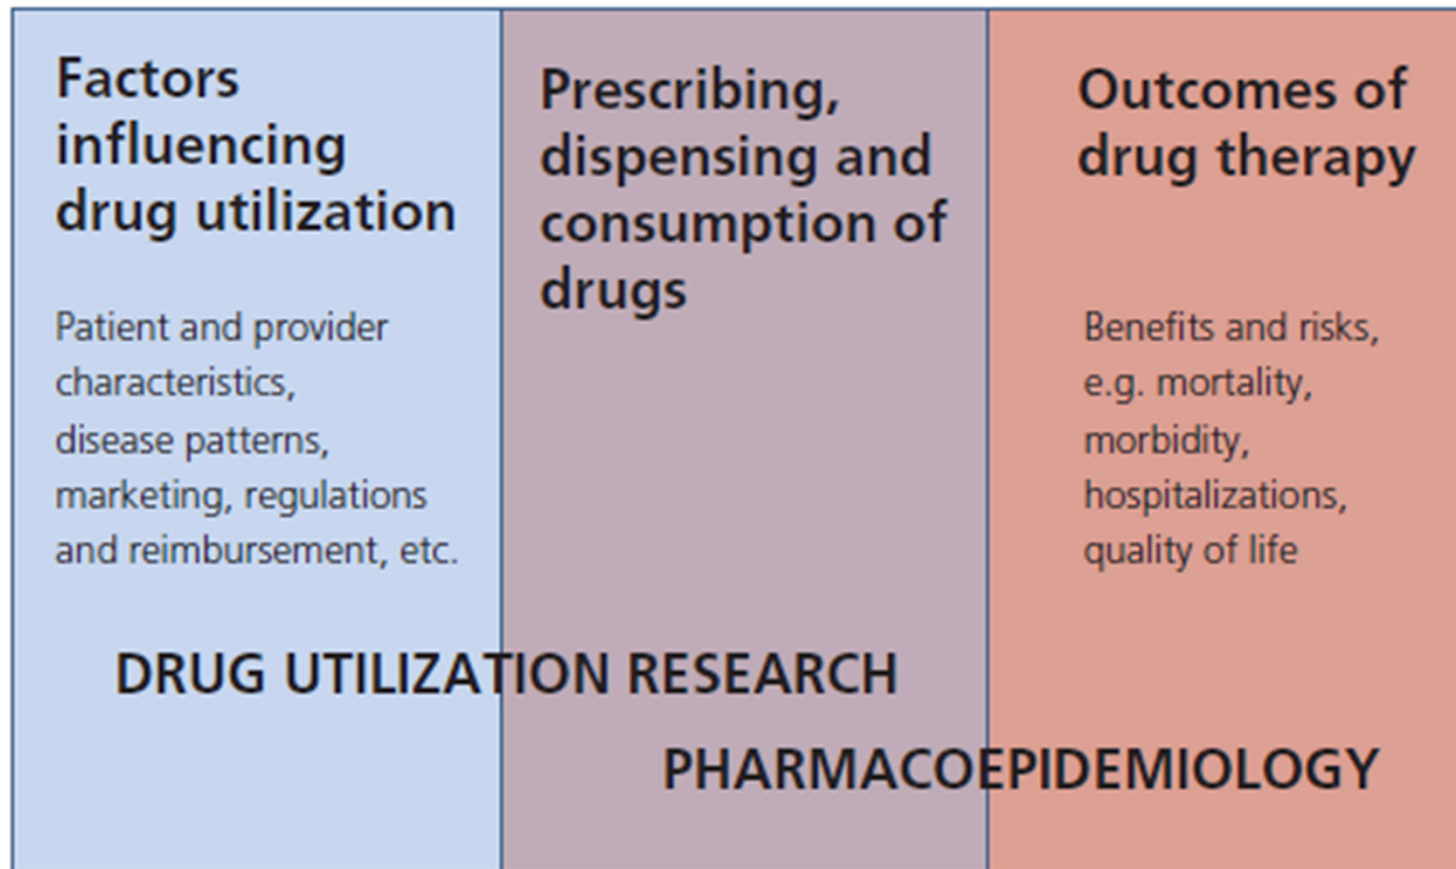 Factors
influencing
drug utilization
Patient and provider
characteristics,
disease patterns,
marketing, regulations
and reimbursement, etc.
Prescribing,
dispensing and
consumption of
drugs
Outcomes of
drug therapy
Benefits and risks,
e.g. mortality,
morbidity,
hospitalizations,
quality of life
DRUG UTILIZATION RESEARCH
PHARMACOEPIDEMIOLOGY